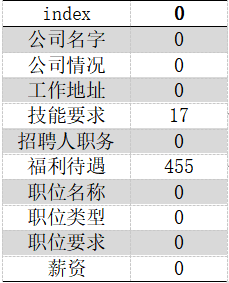 index 0
公司名字 0
公司情况 0
工作地址 0
技能要求 17
招聘人职务 0
福利待遇 455
职位名称 0
职位类型 0
职位要求 0
薪资 0